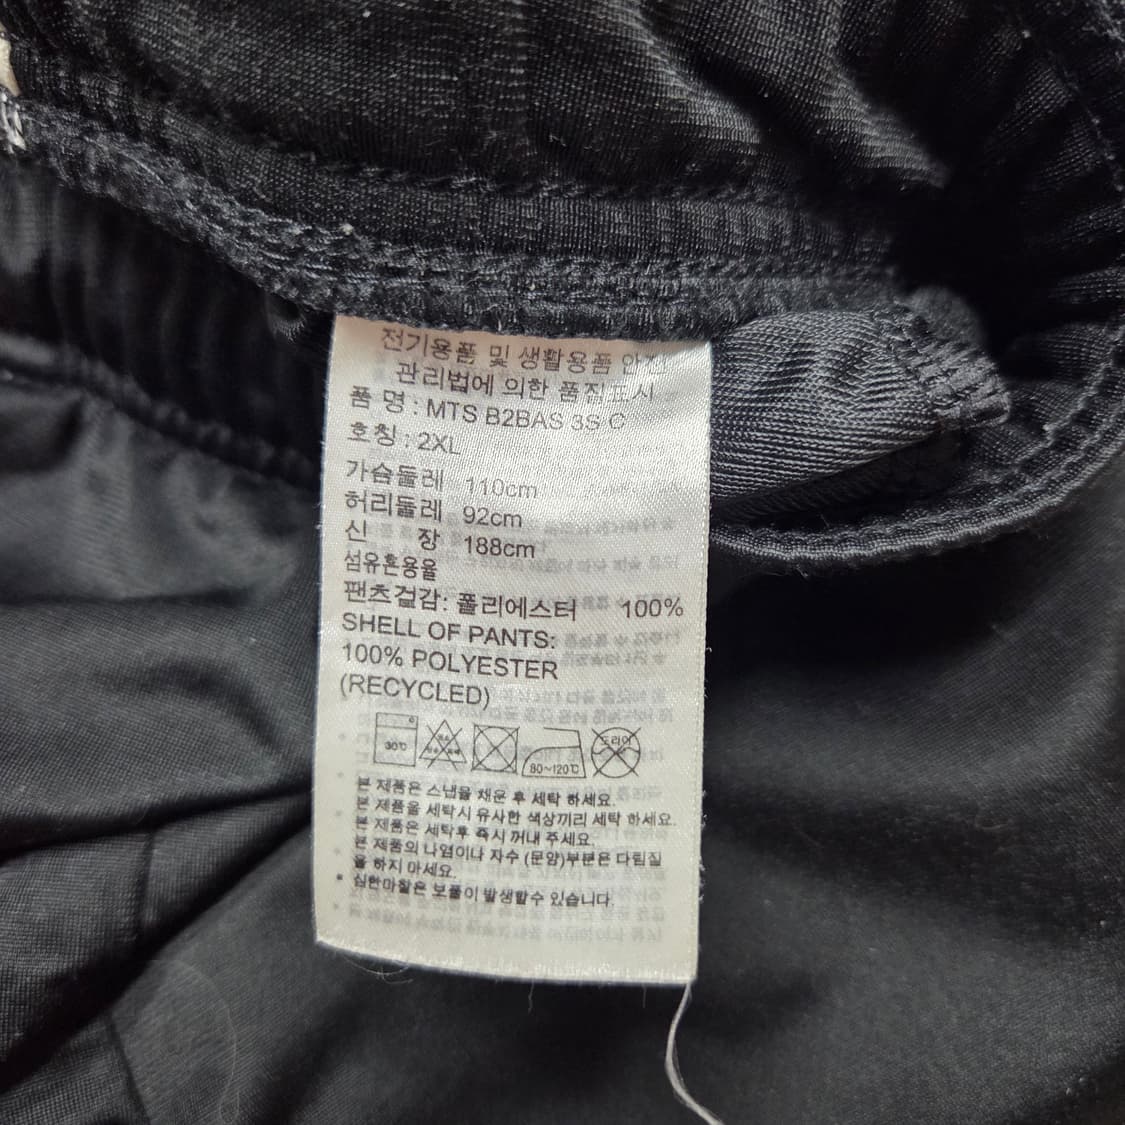 전기용품 및 생활용품 안전
관리법에 의한 품질표시
품 명 : MTS B2BAS 3S C
호칭 : 2XL
가슴둘레 110cm
허리둘레 92cm
신 장 188cm
섬유혼용율
팬츠겉감: 폴리에스터 100%
SHELL OF PANTS:
100% POLYESTER
(RECYCLED)
30℃ 80~120℃ 드라이
본 제품은 스냅을 채운 후 세탁 하세요.
본 제품을 세탁시 유사한 색상끼리 세탁 하세요.
본 제품은 세탁후 즉시 꺼내 주세요.
본 제품의 나염이나 자수 (문양)부분은 다림질
을 하지 마세요.
심한마찰은 보풀이 발생할수 있습니다.